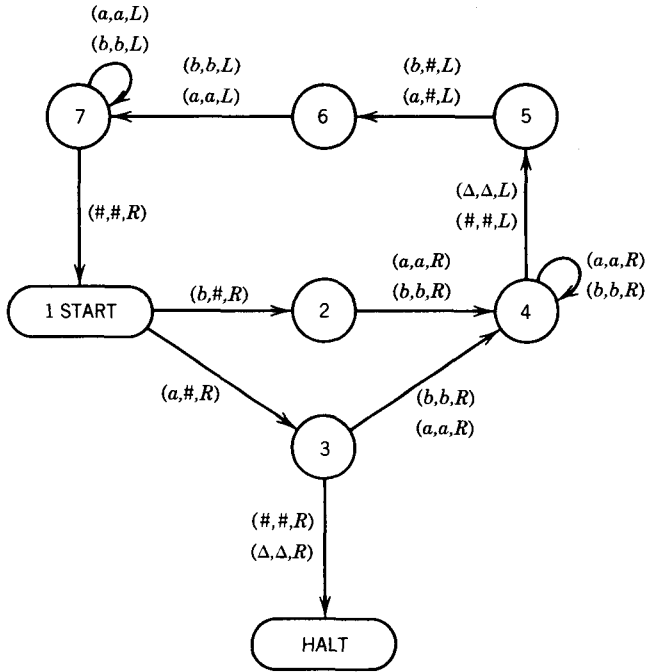 (a,a,L)
(b,b,L)
(b,b,L)
(a,a,L)
(b,#,L)
(a,#,L)
7
6
5
(#,#,R)
(Δ,Δ,L)
(#,#,L)
1 START
(b,#,R)
2
(a,a,R)
(b,b,R)
4
(a,a,R)
(b,b,R)
(a,#,R)
(b,b,R)
(a,a,R)
3
(#,#,R)
(Δ,Δ,R)
HALT